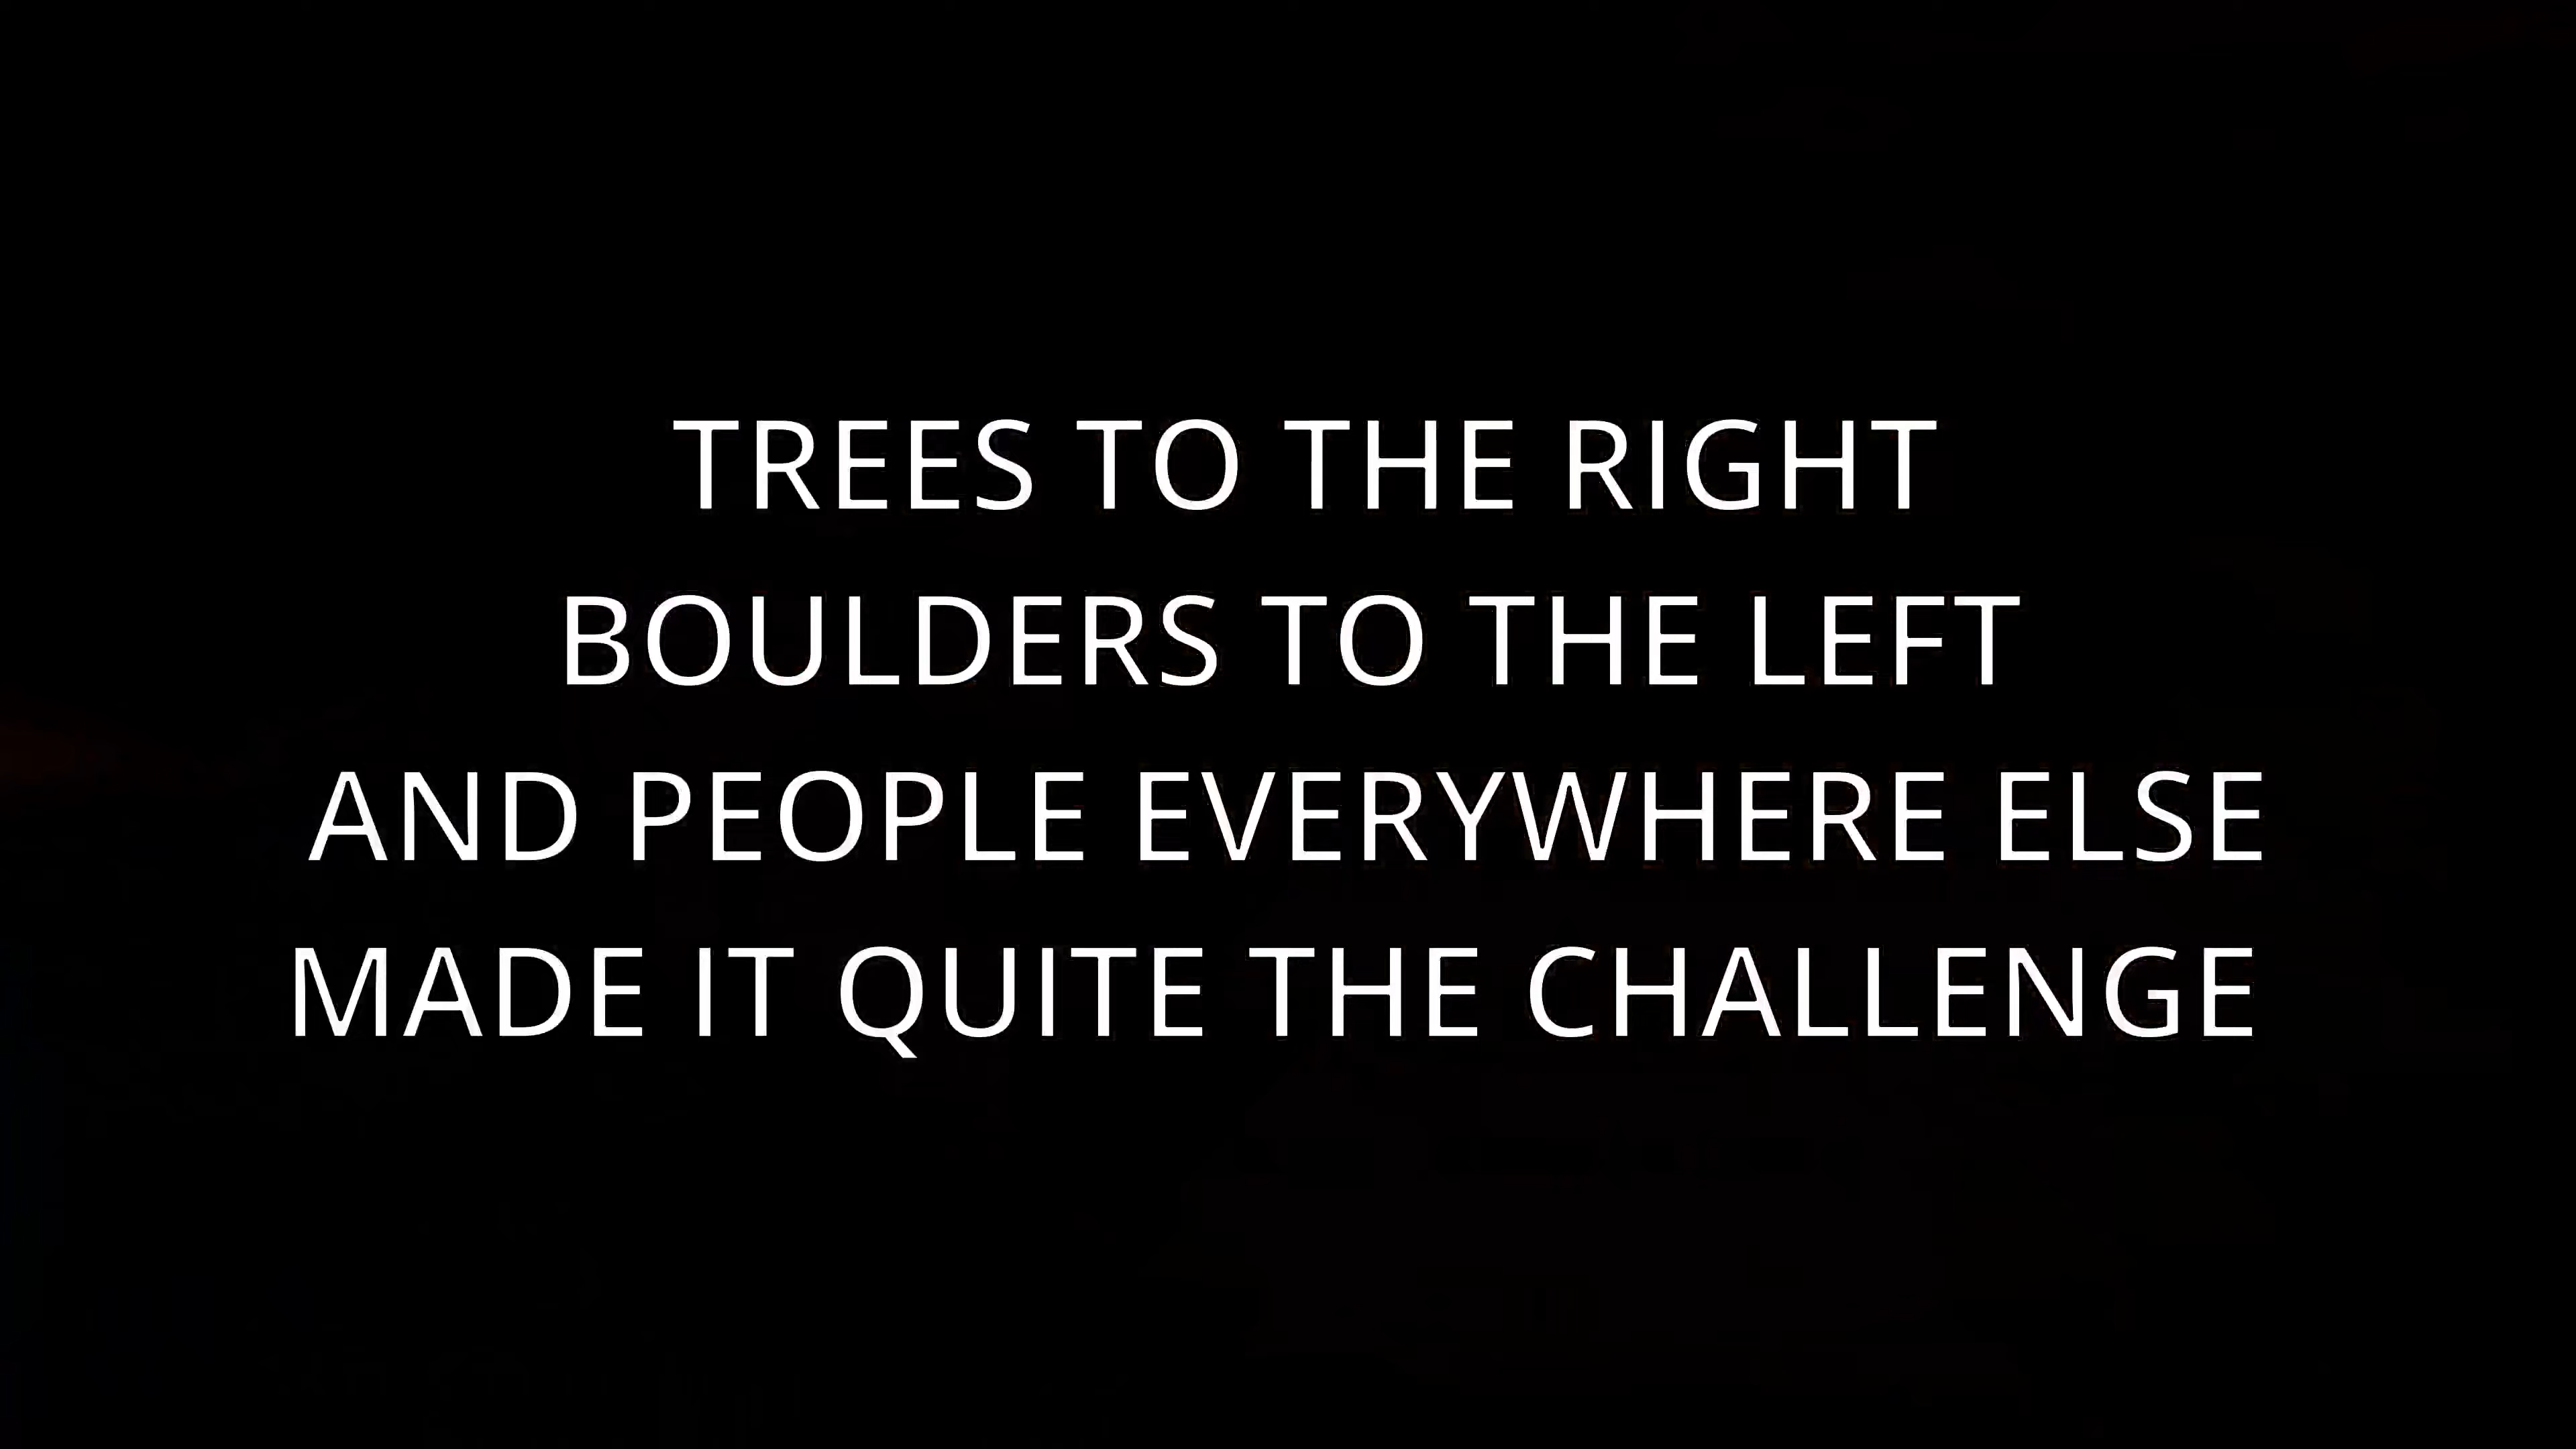 TREES TO THE RIGHT
BOULDERS TO THE LEFT
AND PEOPLE EVERYWHERE ELSE
MADE IT QUITE THE CHALLENGE